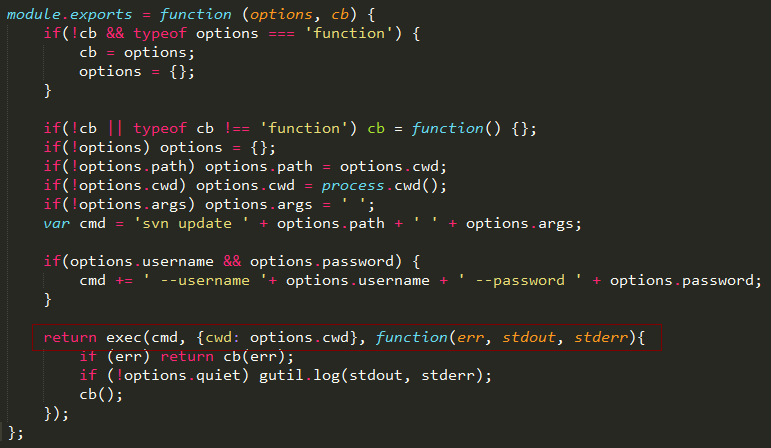 module.exports = function (options, cb) {
    if(!cb && typeof options === 'function') {
        cb = options;
        options = {};
    }

    if(!cb || typeof cb !== 'function') cb = function() {};
    if(!options) options = {};
    if(!options.path) options.path = options.cwd;
    if(!options.cwd) options.cwd = process.cwd();
    if(!options.args) options.args = ' ';
    var cmd = 'svn update ' + options.path + ' ' + options.args;

    if(options.username && options.password) {
        cmd += ' --username '+ options.username + ' --password ' + options.password;
    }

    return exec(cmd, {cwd: options.cwd}, function(err, stdout, stderr){
        if (err) return cb(err);
        if (!options.quiet) gutil.log(stdout, stderr);
        cb();
    });
};